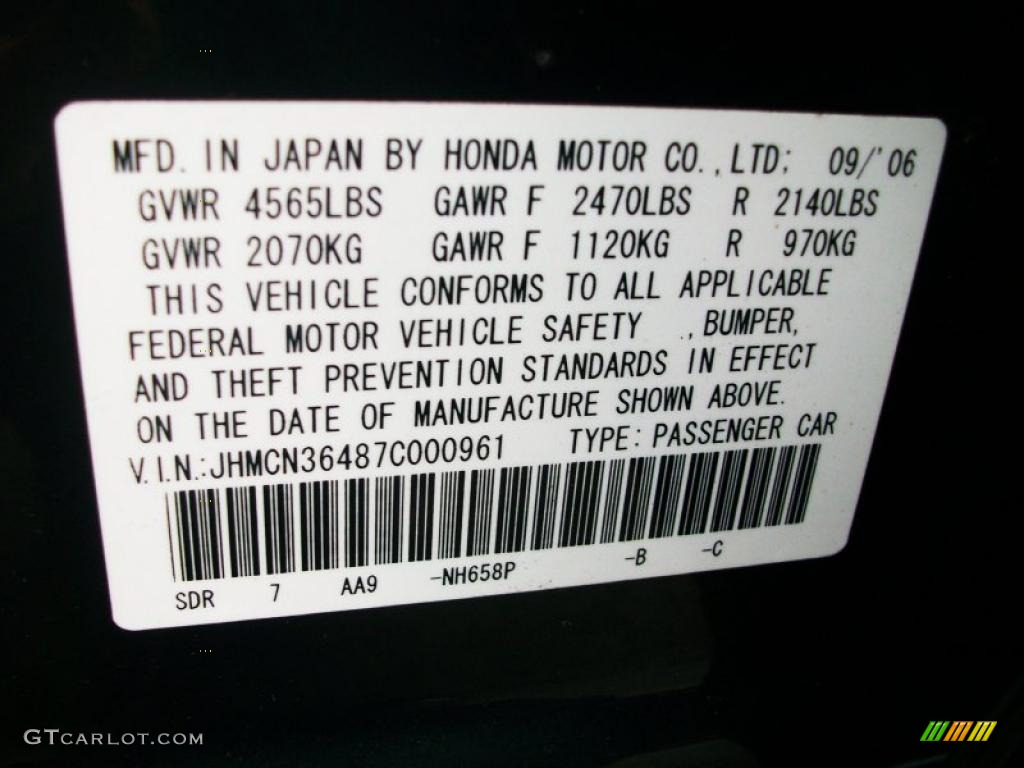 MFD. IN JAPAN BY HONDA MOTOR CO.,LTD; 09/'06
GVWR 4565LBS GAWR F 2470LBS R 2140LBS
GVWR 2070KG GAWR F 1120KG R 970KG
THIS VEHICLE CONFORMS TO ALL APPLICABLE
FEDERAL MOTOR VEHICLE SAFETY ,BUMPER,
AND THEFT PREVENTION STANDARDS IN EFFECT
ON THE DATE OF MANUFACTURE SHOWN ABOVE.
V.I.N.:JHMCN36487C000961 TYPE:PASSENGER CAR
SDR 7 AA9 -NH658P -B -C
GTCARLOT.COM